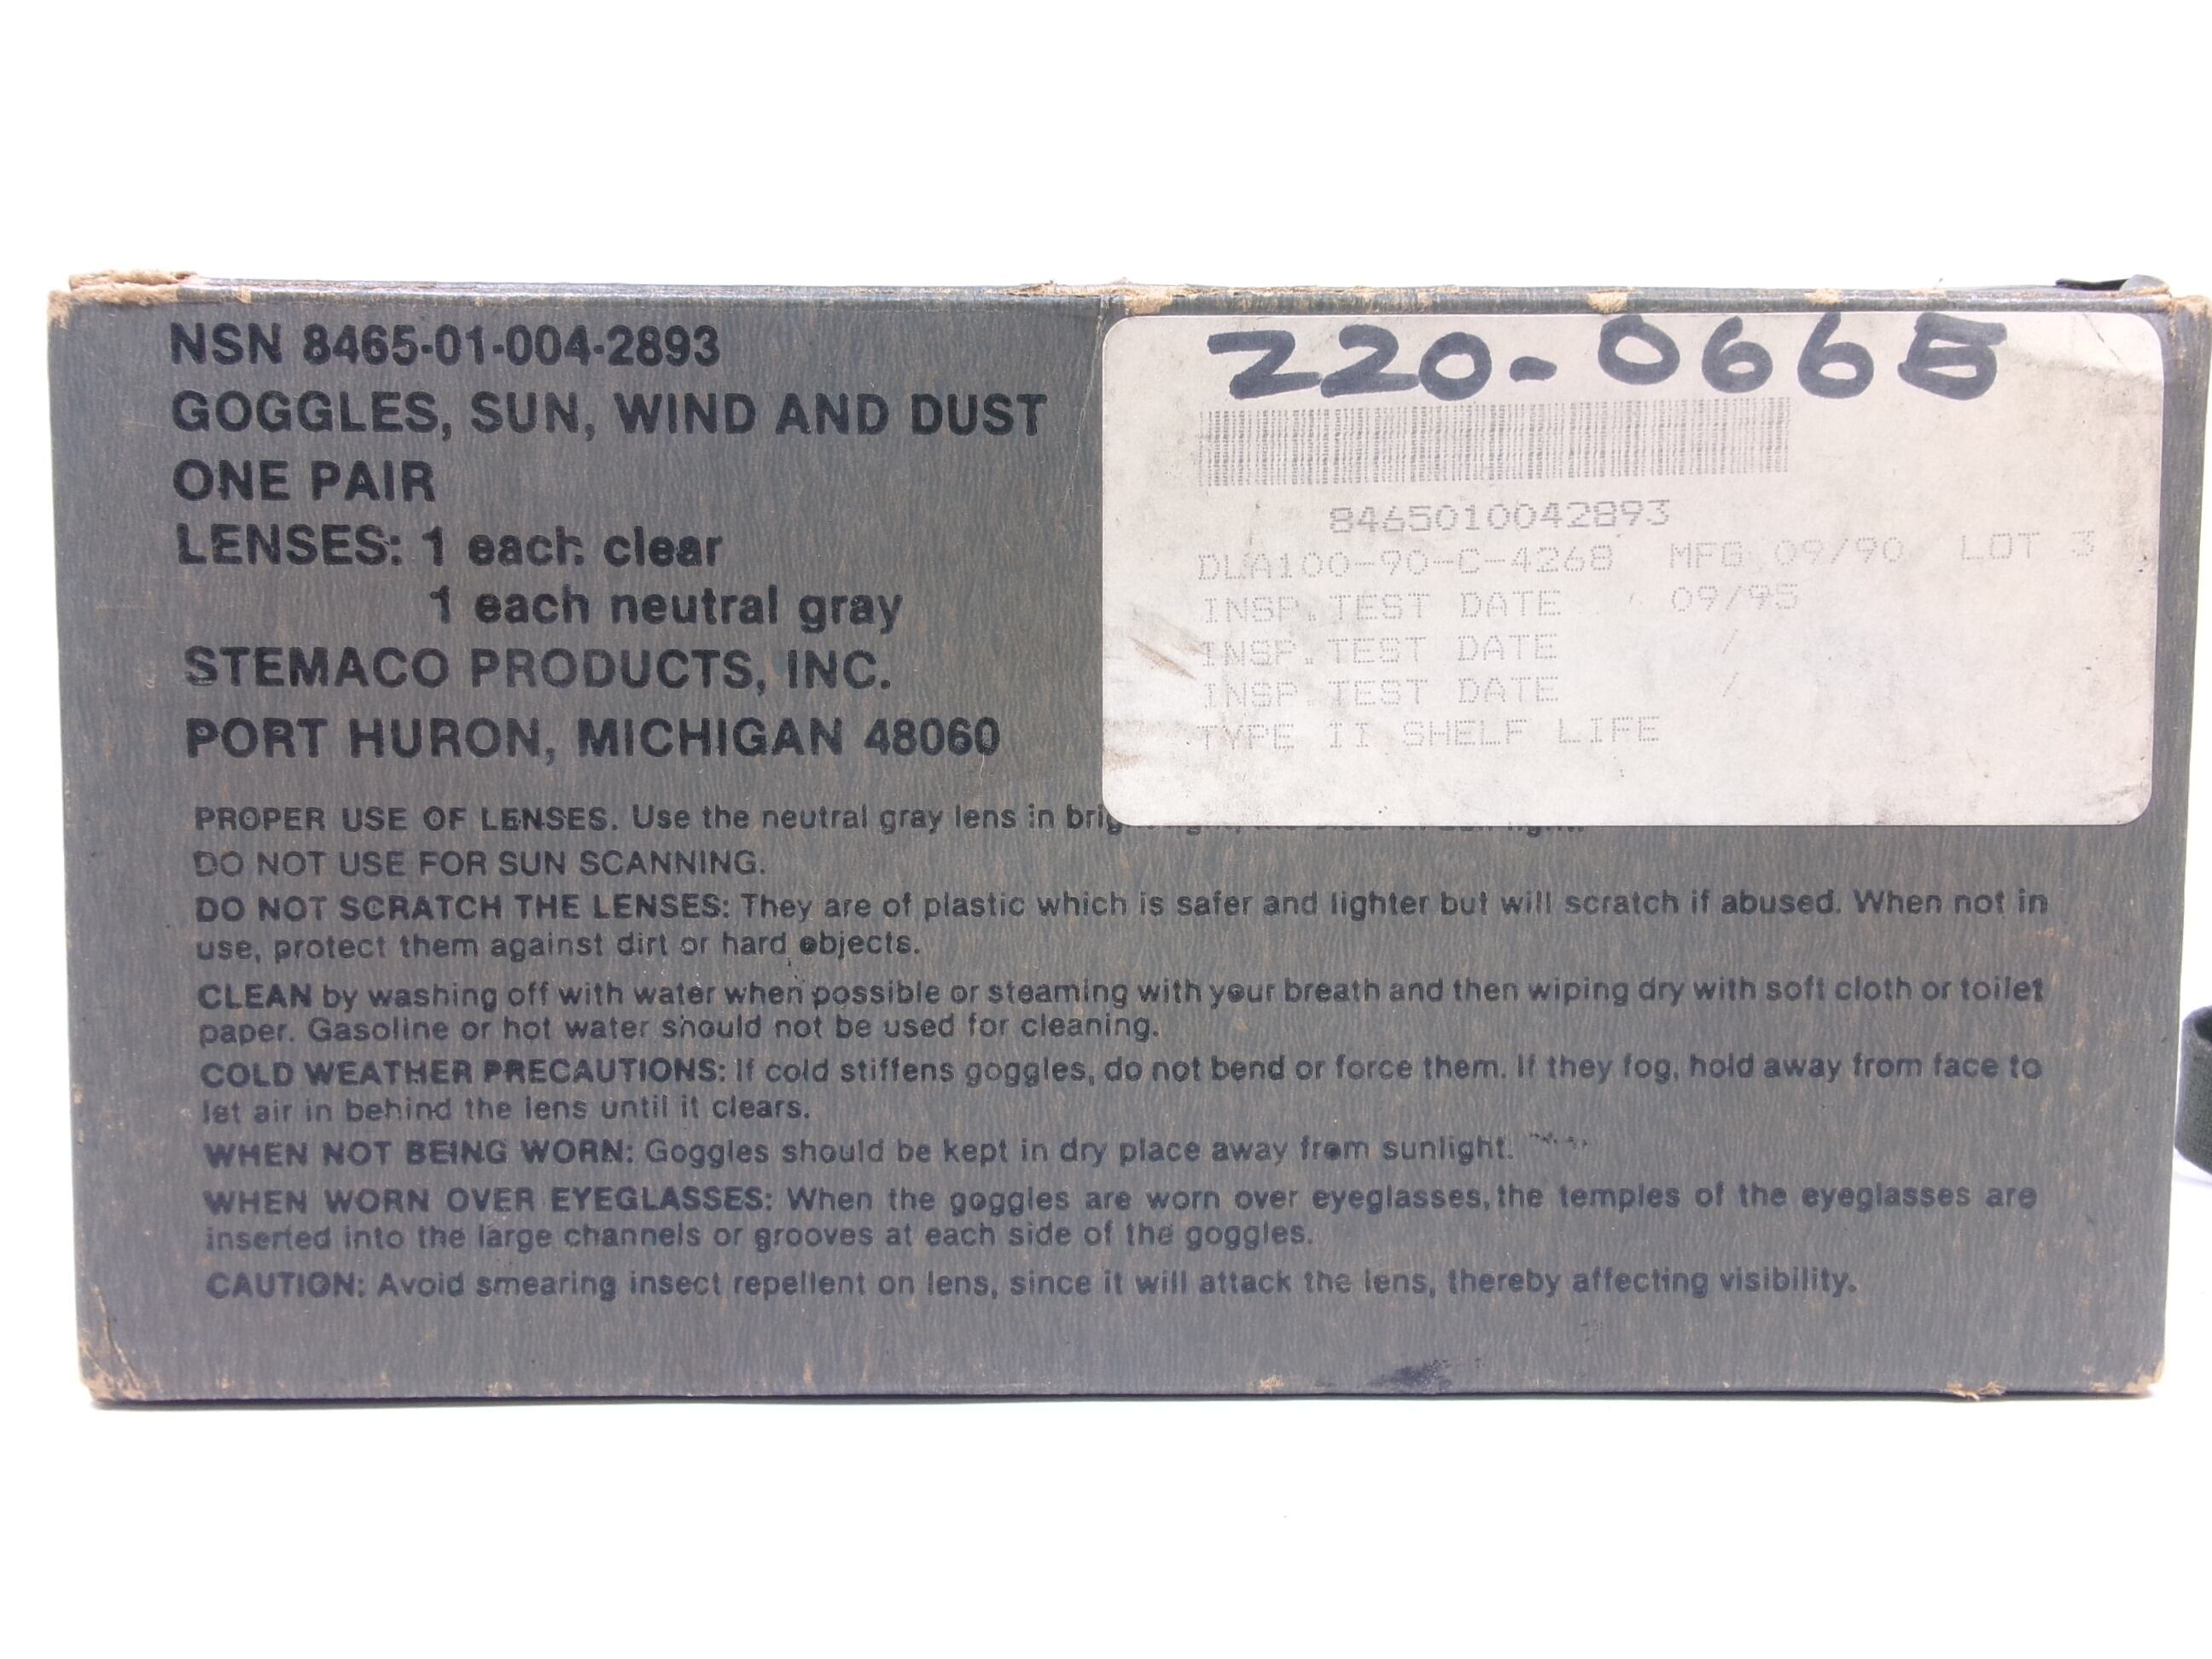 NSN 8465-01-004-2893
GOGGLES, SUN, WIND AND DUST
ONE PAIR
LENSES: 1 each clear
1 each neutral gray
STEMACO PRODUCTS, INC.
PORT HURON, MICHIGAN 48060
220-0665
8465010042893
DLA100-90-C-4268 MFG 09/90 LOT 3
INSP.TEST DATE 09/95
INSP.TEST DATE /
INSP.TEST DATE /
TYPE II SHELF LIFE
PROPER USE OF LENSES. Use the neutral gray lens in
DO NOT USE FOR SUN SCANNING.
DO NOT SCRATCH THE LENSES: They are of plastic which is safer and lighter but will scratch if abused. When not in
use, protect them against dirt or hard objects.
CLEAN by washing off with water when possible or steaming with your breath and then wiping dry with soft cloth or toilet
paper. Gasoline or hot water should not be used for cleaning.
COLD WEATHER PRECAUTIONS: If cold stiffens goggles, do not bend or force them. If they fog, hold away from face to
let air in behind the lens until it clears.
WHEN NOT BEING WORN: Goggles should be kept in dry place away from sunlight.
WHEN WORN OVER EYEGLASSES: When the goggles are worn over eyeglasses, the temples of the eyeglasses are
inserted into the large channels or grooves at each side of the goggles.
CAUTION: Avoid smearing insect repellent on lens, since it will attack the lens, thereby affecting visibility.